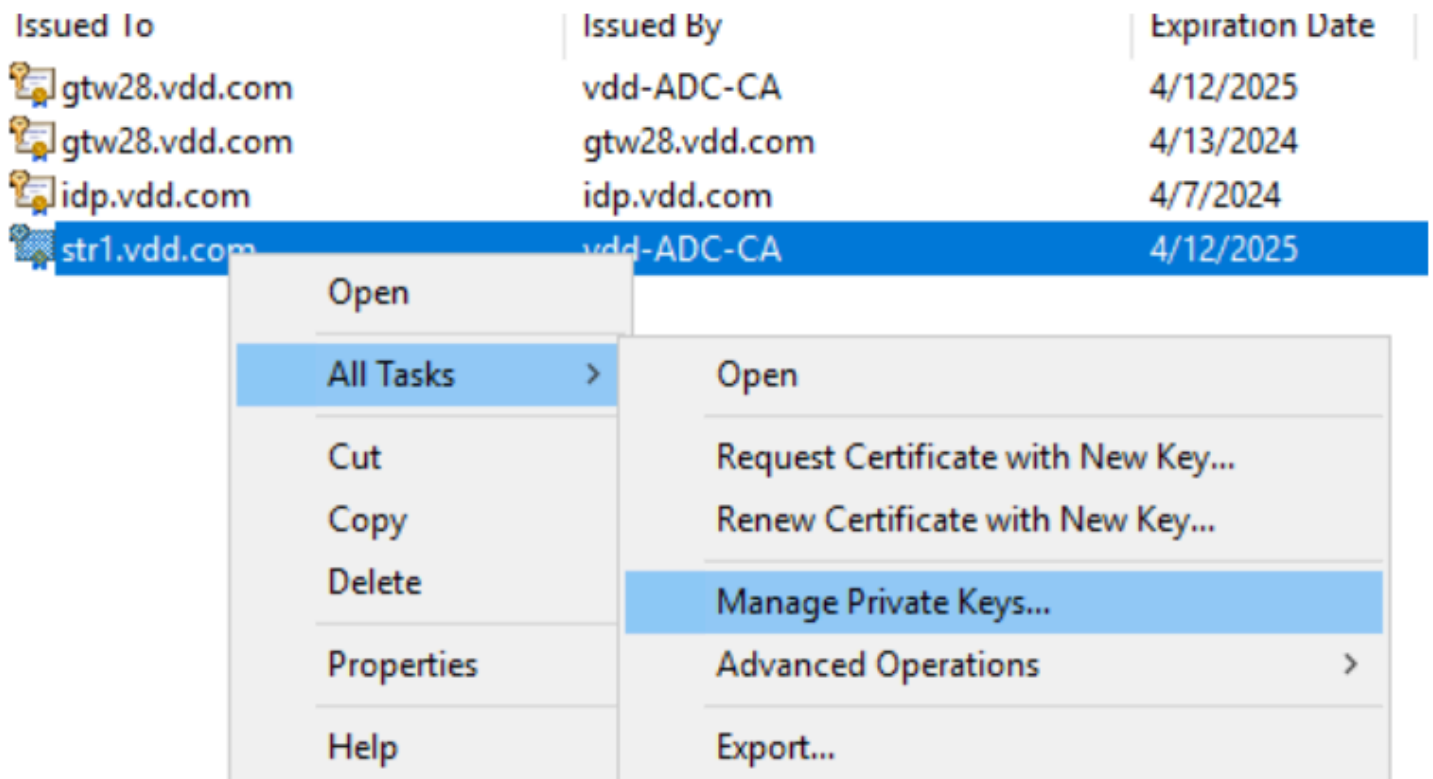 Issued To Issued By Expiration Date
gtw28.vdd.com vdd-ADC-CA 4/12/2025
gtw28.vdd.com gtw28.vdd.com 4/13/2024
idp.vdd.com idp.vdd.com 4/7/2024
str1.vdd.com vdd-ADC-CA 4/12/2025
Open
All Tasks > Open
Cut Request Certificate with New Key...
Copy Renew Certificate with New Key...
Delete Manage Private Keys...
Properties Advanced Operations >
Help Export...